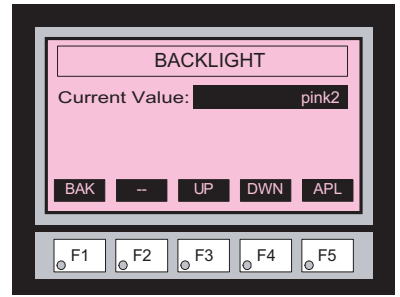 BACKLIGHT
Current Value: pink2
BAK -- UP DWN APL
F1 F2 F3 F4 F5